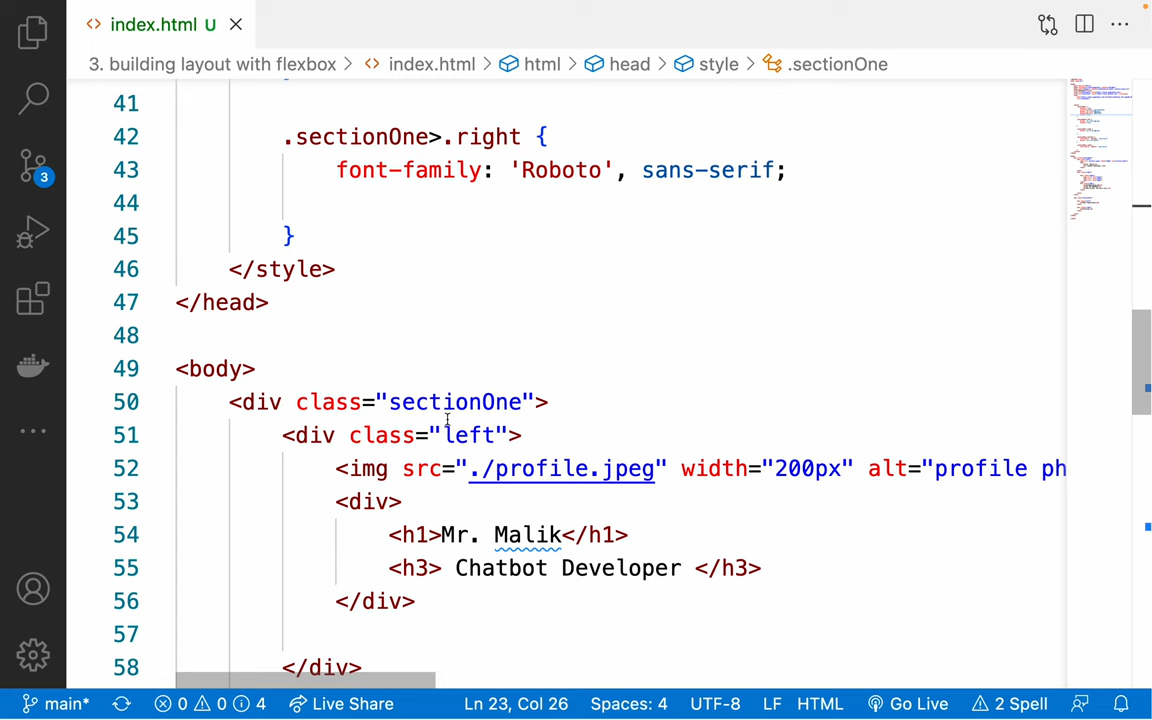 index.html U
3. building layout with flexbox > index.html > html > head > style > .sectionOne
41
42 .sectionOne>.right {
43 font-family: 'Roboto', sans-serif;
44
45 }
46 </style>
47 </head>
48
49 <body>
50 <div class="sectionOne">
51 <div class="left">
52 <img src="./profile.jpeg" width="200px" alt="profile ph
53 <div>
54 <h1>Mr. Malik</h1>
55 <h3> Chatbot Developer </h3>
56 </div>
57
58 </div>
3
main* 0 0 4 Live Share Ln 23, Col 26 Spaces: 4 UTF-8 LF HTML Go Live 2 Spell